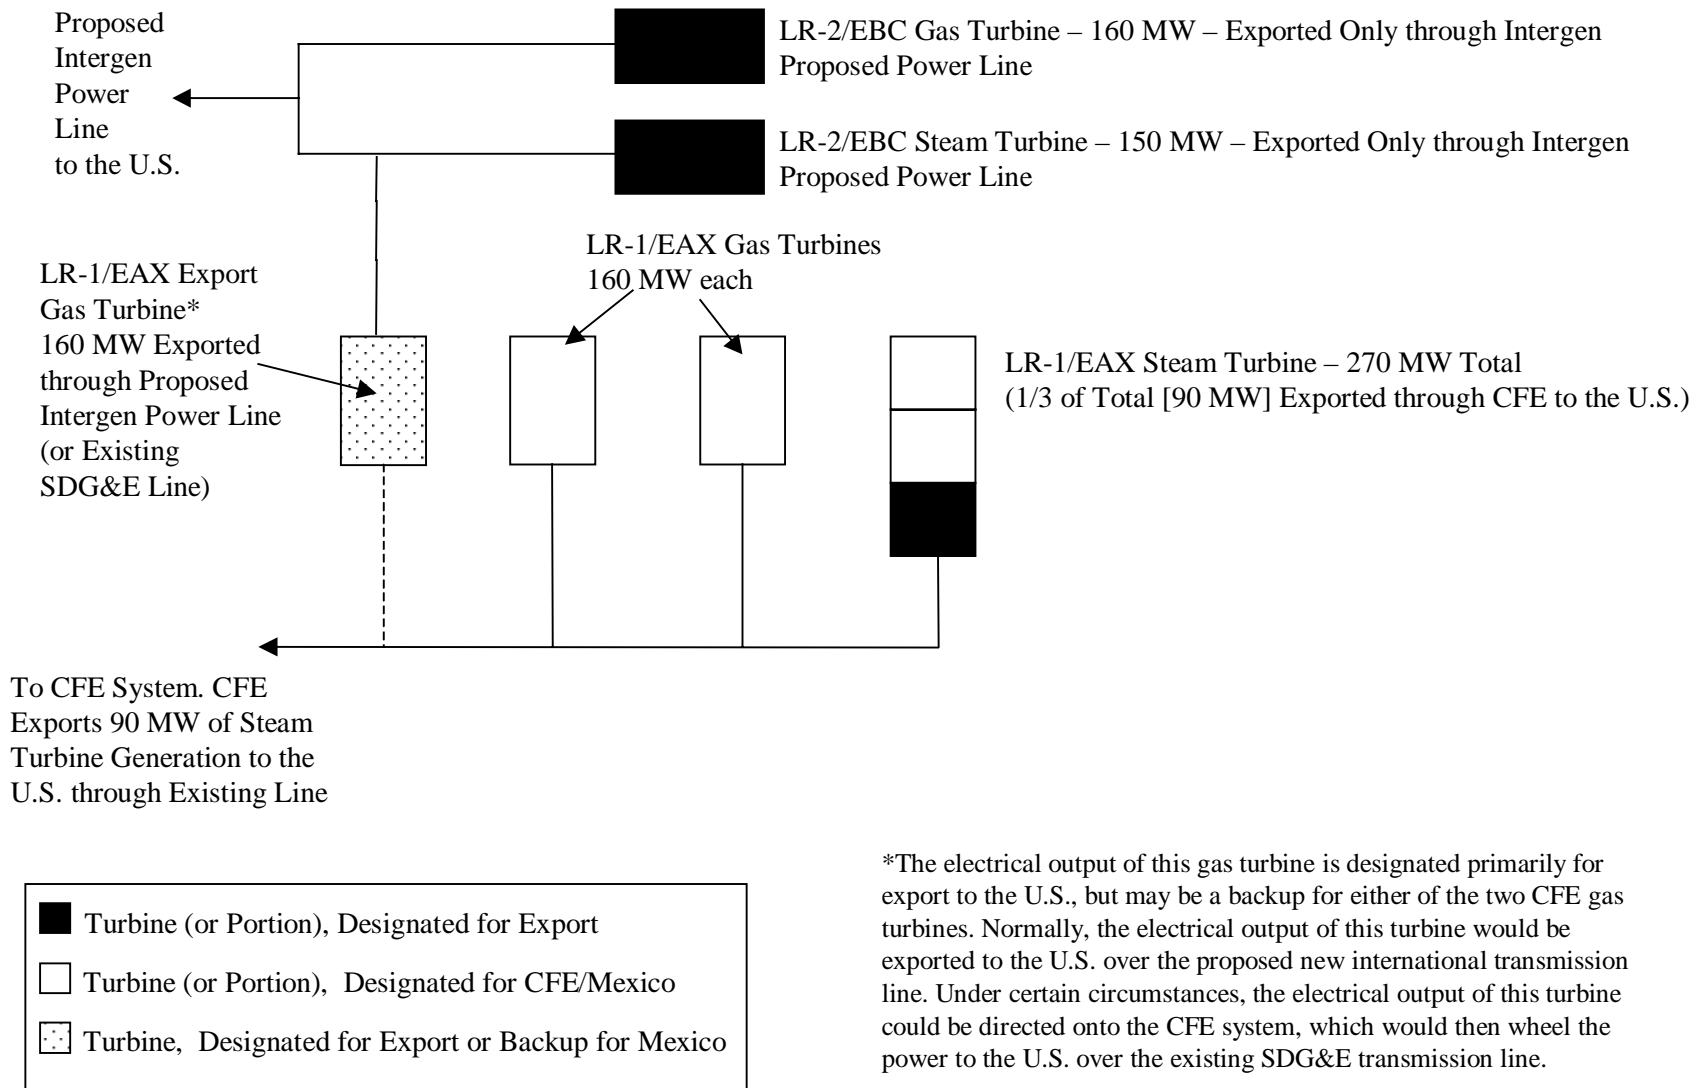 Proposed
Intergen
Power
Line
to the U.S.
LR-2/EBC Gas Turbine – 160 MW – Exported Only through Intergen
Proposed Power Line
LR-2/EBC Steam Turbine – 150 MW – Exported Only through Intergen
Proposed Power Line
LR-1/EAX Gas Turbines
160 MW each
LR-1/EAX Export
Gas Turbine*
160 MW Exported
through Proposed
Intergen Power Line
(or Existing
SDG&E Line)
LR-1/EAX Steam Turbine – 270 MW Total
(1/3 of Total [90 MW] Exported through CFE to the U.S.)
To CFE System. CFE
Exports 90 MW of Steam
Turbine Generation to the
U.S. through Existing Line
Turbine (or Portion), Designated for Export
Turbine (or Portion), Designated for CFE/Mexico
Turbine, Designated for Export or Backup for Mexico
*The electrical output of this gas turbine is designated primarily for
export to the U.S., but may be a backup for either of the two CFE gas
turbines. Normally, the electrical output of this turbine would be
exported to the U.S. over the proposed new international transmission
line. Under certain circumstances, the electrical output of this turbine
could be directed onto the CFE system, which would then wheel the
power to the U.S. over the existing SDG&E transmission line.